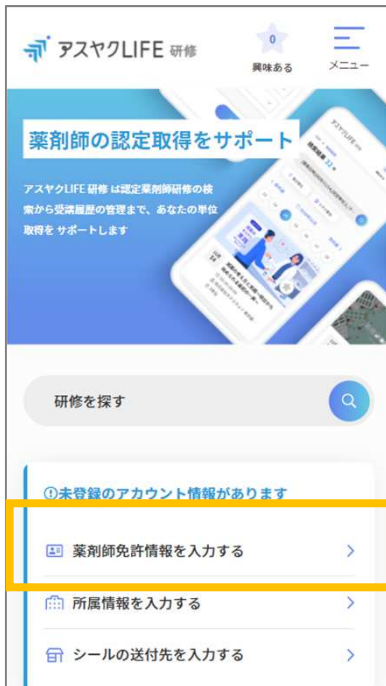 アスヤクLIFE 研修
0
興味ある
メニュー
薬剤師の認定取得をサポート
アスヤクLIFE 研修 は認定薬剤師研修の検
索から受講履歴の管理まで、あなたの単位
取得を サポートします
研修を探す
①未登録のアカウント情報があります
薬剤師免許情報を入力する
所属情報を入力する
シールの送付先を入力する